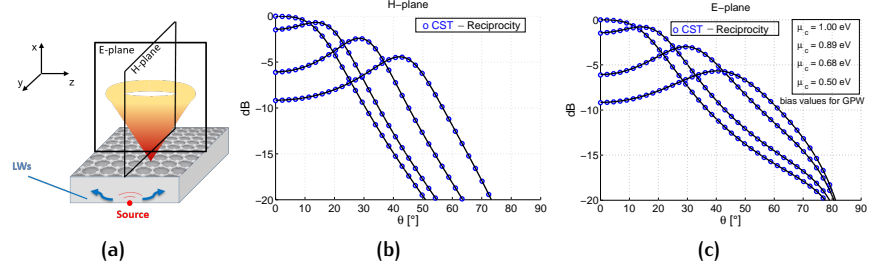 E-plane
H-plane
x
y
z
LWs
Source
(a)
H-plane
o CST – Reciprocity
dB
0
−5
−10
−15
−20
0 10 20 30 40 50 60 70 80 90
θ [°]
(b)
E-plane
o CST – Reciprocity
μc = 1.00 eV
μc = 0.89 eV
μc = 0.68 eV
μc = 0.50 eV
bias values for GPW
dB
0
−5
−10
−15
−20
0 10 20 30 40 50 60 70 80 90
θ [°]
(c)